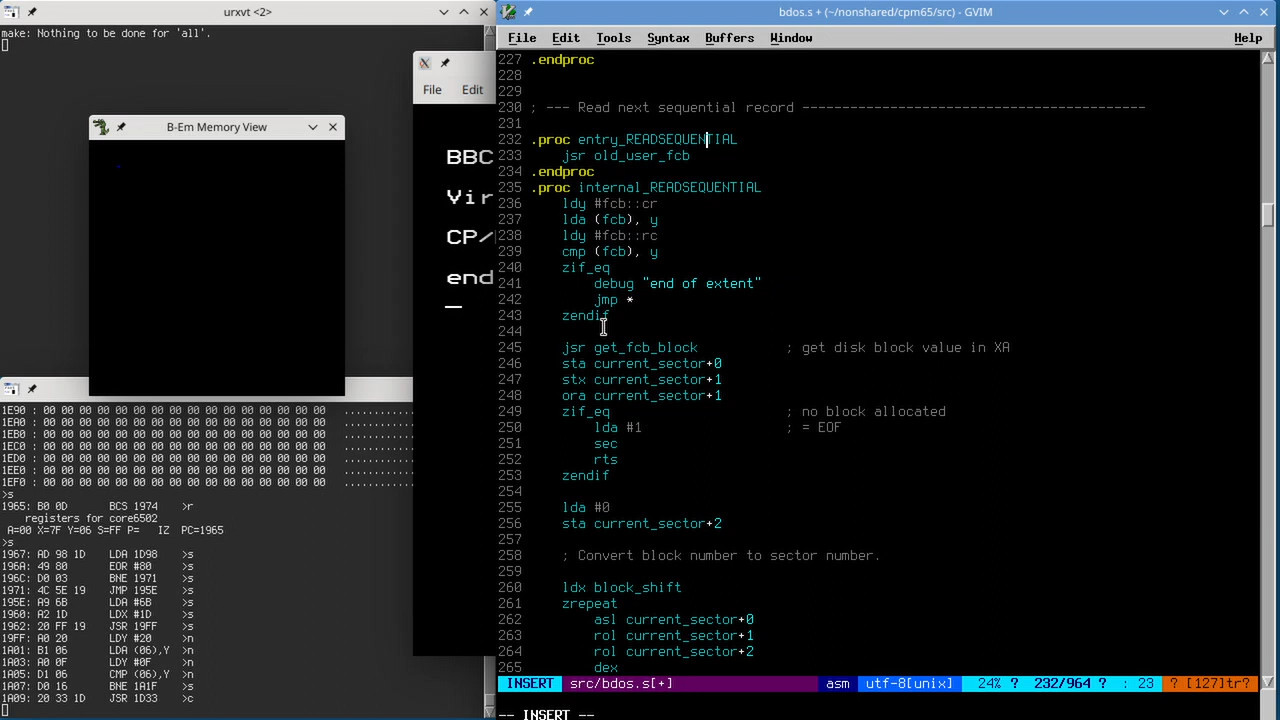 urxvt <2>
make: Nothing to be done for 'all'.
B-Em Memory View
1E90 : 00 00 00 00 00 00 00 00 00 00 00 00 00 00 00 00 ............
1EA0 : 00 00 00 00 00 00 00 00 00 00 00 00 00 00 00 00 ............
1EB0 : 00 00 00 00 00 00 00 00 00 00 00 00 00 00 00 00 ............
1EC0 : 00 00 00 00 00 00 00 00 00 00 00 00 00 00 00 00 ............
1ED0 : 00 00 00 00 00 00 00 00 00 00 00 00 00 00 00 00 ............
1EE0 : 00 00 00 00 00 00 00 00 00 00 00 00 00 00 00 00 ............
1EF0 : 00 00 00 00 00 00 00 00 00 00 00 00 00 00 00 00 ............
>s
1965: B0 0D BCS 1974 >r
registers for core6502
A=00 X=7F Y=06 S=FF P= IZ PC=1965
>s
1967: AD 98 1D LDA 1D98 >s
196A: 49 80 EOR #80 >s
196C: D0 03 BNE 1971 >s
1971: 4C 5E 19 JMP 195E >s
195E: A9 6B LDA #6B >s
1960: A2 1D LDX #1D >s
1962: 20 FF 19 JSR 19FF >s
19FF: A0 20 LDY #20 >n
1A01: B1 06 LDA (06),Y >n
1A03: A0 0F LDY #0F >n
1A05: D1 06 CMP (06),Y >n
1A07: D0 16 BNE 1A1F >s
1A09: 20 33 1D JSR 1D33 >c
File Edit
BBC
Vir
CP/
end
bdos.s + (~/nonshared/cpm65/src) - GVIM
File Edit Tools Syntax Buffers Window Help
227 .endproc
228
229
230 ; --- Read next sequential record -------------------------------------------
231
232 .proc entry_READSEQUENTIAL
233 jsr old_user_fcb
234 .endproc
235 .proc internal_READSEQUENTIAL
236 ldy #fcb::cr
237 lda (fcb), y
238 ldy #fcb::rc
239 cmp (fcb), y
240 zif_eq
241 debug "end of extent"
242 jmp *
243 zendif
244
245 jsr get_fcb_block ; get disk block value in XA
246 sta current_sector+0
247 stx current_sector+1
248 ora current_sector+1
249 zif_eq ; no block allocated
250 lda #1 ; = EOF
251 sec
252 rts
253 zendif
254
255 lda #0
256 sta current_sector+2
257
258 ; Convert block number to sector number.
259
260 ldx block_shift
261 zrepeat
262 asl current_sector+0
263 rol current_sector+1
264 rol current_sector+2
265 dex
INSERT src/bdos.s[+] asm utf-8[unix] 24% ? 232/964 ? : 23 ? [127]tr?
-- INSERT --